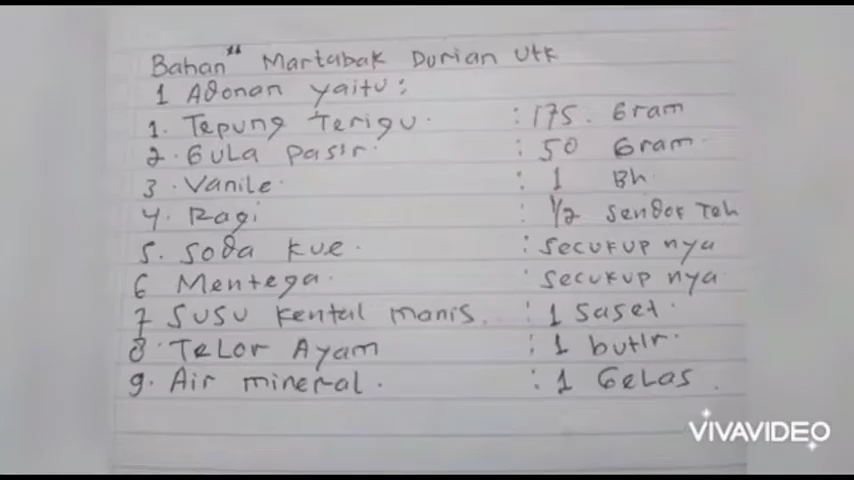 Bahan" Martabak Durian Utk
1 Adonan yaitu :
1. Tepung Terigu. : 175. Gram
2. Gula pasir. : 50 Gram.
3. Vanile. : 1 Bh.
4. Ragi : 1/2 sendok Teh
5. Soda kue. : secukup nya
6 Mentega. : secukup nya
7 Susu kental manis. : 1 Saset.
8. Telor Ayam : 1 butir.
9. Air mineral. : 1 Gelas.
VIVAVIDEO